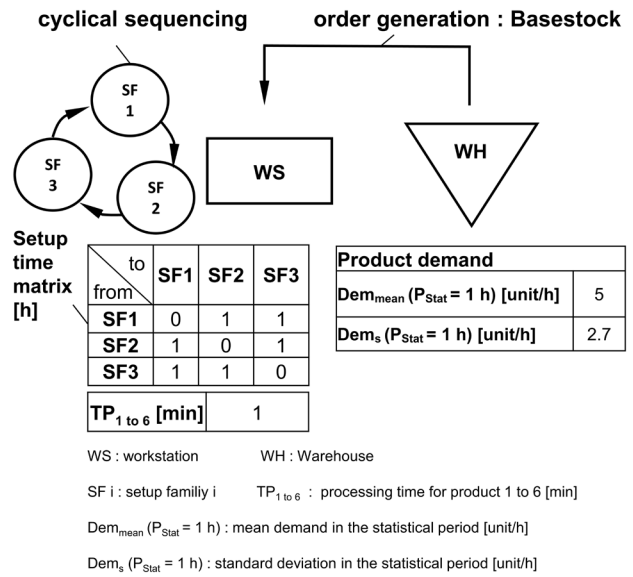 cyclical sequencing
order generation : Basestock
SF
1
SF
3
SF
2
WS
WH
Setup
time
matrix
[h]
to
from
SF1 SF2 SF3
SF1 0 1 1
SF2 1 0 1
SF3 1 1 0
TP1 to 6 [min] 1
Product demand
Demmean (PStat = 1 h) [unit/h] 5
Dems (PStat = 1 h) [unit/h] 2.7
WS : workstation WH : Warehouse
SF i : setup familiy i TP1 to 6 : processing time for product 1 to 6 [min]
Demmean (PStat = 1 h) : mean demand in the statistical period [unit/h]
Dems (PStat = 1 h) : standard deviation in the statistical period [unit/h]